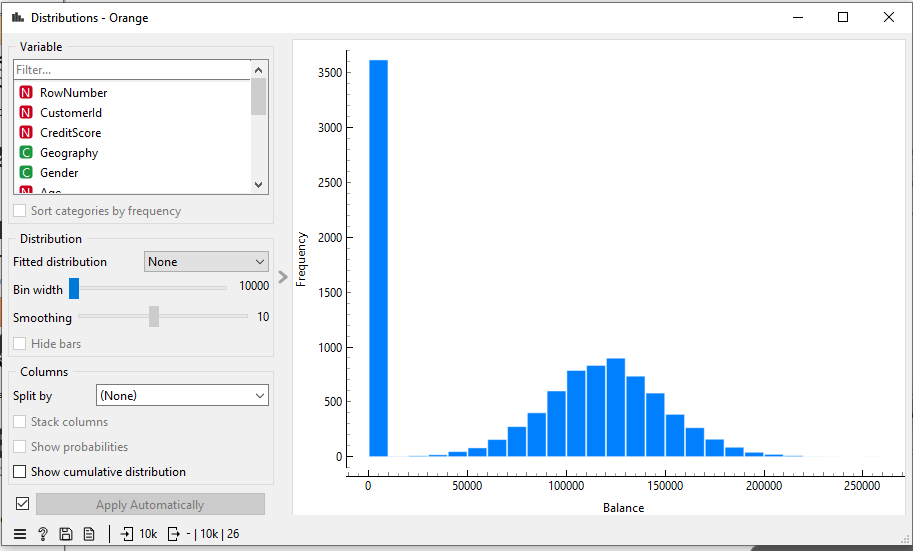 Distributions - Orange
Variable
Filter...
N RowNumber
N CustomerId
N CreditScore
C Geography
C Gender
N Age
Sort categories by frequency
Distribution
Fitted distribution None
Bin width 10000
Smoothing 10
Hide bars
Columns
Split by (None)
Stack columns
Show probabilities
Show cumulative distribution
Apply Automatically
? 10k - | 10k | 26
Frequency
3500
3000
2500
2000
1500
1000
500
0
0 50000 100000 150000 200000 250000
Balance